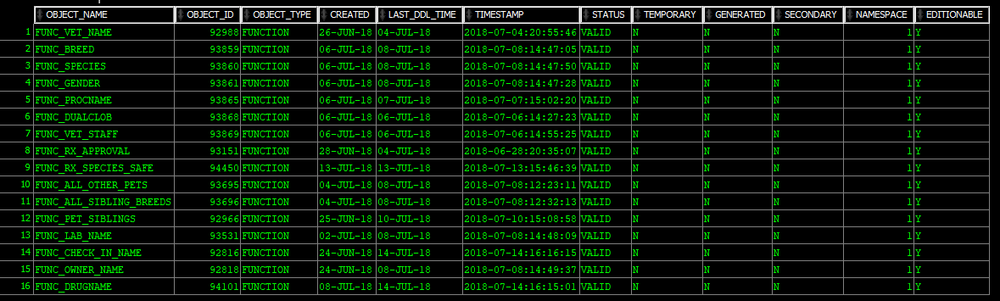 OBJECT_NAME OBJECT_ID OBJECT_TYPE CREATED LAST_DDL_TIME TIMESTAMP STATUS TEMPORARY GENERATED SECONDARY NAMESPACE EDITIONABLE
1 FUNC_VET_NAME 92988 FUNCTION 26-JUN-18 04-JUL-18 2018-07-04:20:55:46 VALID N N N 1 Y
2 FUNC_BREED 93859 FUNCTION 06-JUL-18 08-JUL-18 2018-07-08:14:47:05 VALID N N N 1 Y
3 FUNC_SPECIES 93860 FUNCTION 06-JUL-18 08-JUL-18 2018-07-08:14:47:50 VALID N N N 1 Y
4 FUNC_GENDER 93861 FUNCTION 06-JUL-18 08-JUL-18 2018-07-08:14:47:28 VALID N N N 1 Y
5 FUNC_PROCNAME 93865 FUNCTION 06-JUL-18 07-JUL-18 2018-07-07:15:02:20 VALID N N N 1 Y
6 FUNC_DUALCLOB 93868 FUNCTION 06-JUL-18 06-JUL-18 2018-07-06:14:27:23 VALID N N N 1 Y
7 FUNC_VET_STAFF 93869 FUNCTION 06-JUL-18 06-JUL-18 2018-07-06:14:55:25 VALID N N N 1 Y
8 FUNC_RX_APPROVAL 93151 FUNCTION 28-JUN-18 04-JUL-18 2018-06-28:20:35:07 VALID N N N 1 Y
9 FUNC_RX_SPECIES_SAFE 94450 FUNCTION 13-JUL-18 13-JUL-18 2018-07-13:15:46:39 VALID N N N 1 Y
10 FUNC_ALL_OTHER_PETS 93695 FUNCTION 04-JUL-18 08-JUL-18 2018-07-08:12:23:11 VALID N N N 1 Y
11 FUNC_ALL_SIBLING_BREEDS 93696 FUNCTION 04-JUL-18 08-JUL-18 2018-07-08:12:32:13 VALID N N N 1 Y
12 FUNC_PET_SIBLINGS 92966 FUNCTION 25-JUN-18 10-JUL-18 2018-07-10:15:08:58 VALID N N N 1 Y
13 FUNC_LAB_NAME 93531 FUNCTION 02-JUL-18 08-JUL-18 2018-07-08:14:48:09 VALID N N N 1 Y
14 FUNC_CHECK_IN_NAME 92816 FUNCTION 24-JUN-18 14-JUL-18 2018-07-14:16:16:15 VALID N N N 1 Y
15 FUNC_OWNER_NAME 92818 FUNCTION 24-JUN-18 08-JUL-18 2018-07-08:14:49:37 VALID N N N 1 Y
16 FUNC_DRUGNAME 94101 FUNCTION 08-JUL-18 14-JUL-18 2018-07-14:16:15:01 VALID N N N 1 Y